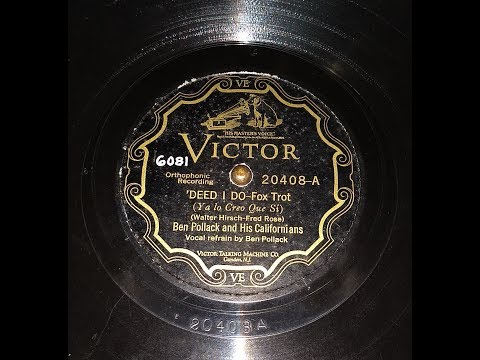 VE
"HIS MASTER'S VOICE"
VICTOR
6081
Orthophonic
Recording
20408-A
'DEED I DO-Fox Trot
(Ya lo Creo Que Sí)
(Walter Hirsch-Fred Rose)
Ben Pollack and His Californians
Vocal refrain by Ben Pollack
VICTOR TALKING MACHINE CO.
Camden, N.J.
VE
20408A